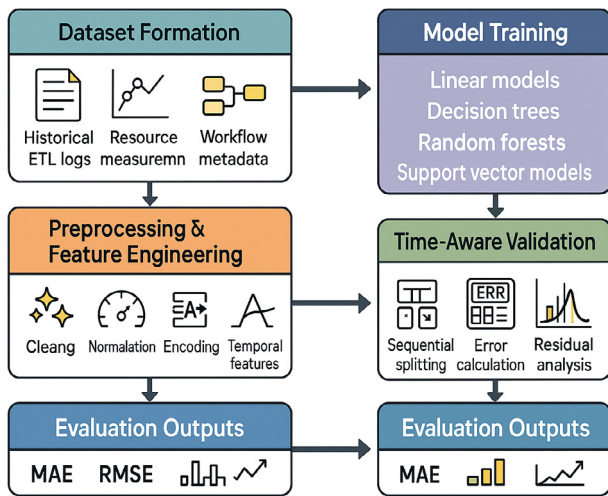 Dataset Formation
Historical
ETL logs
Resource
measuremn
Workflow
metadata
Model Training
Linear models
Decision trees
Random forests
Support vector models
Preprocessing &
Feature Engineering
Cleang
Normalation
A
Encoding
Temporal
features
Time-Aware Validation
Sequential
splitting
ERR
Error
calculation
Residual
analysis
Evaluation Outputs
MAE RMSE
Evaluation Outputs
MAE